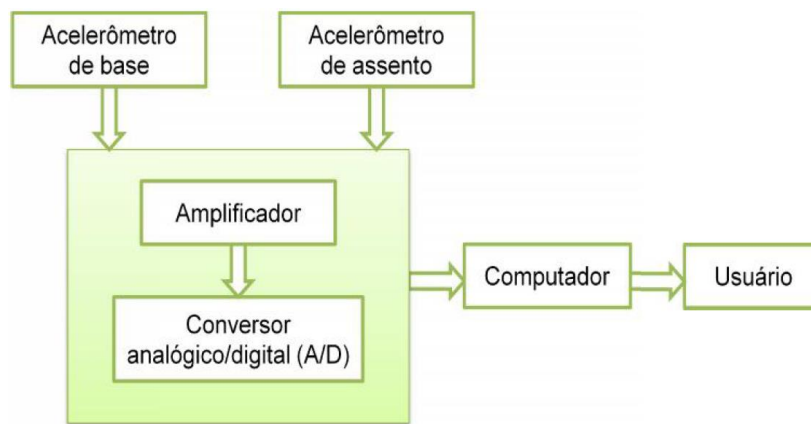 Acelerômetro
de base
Acelerômetro
de assento
Amplificador
Conversor
analógico/digital (A/D)
Computador
Usuário